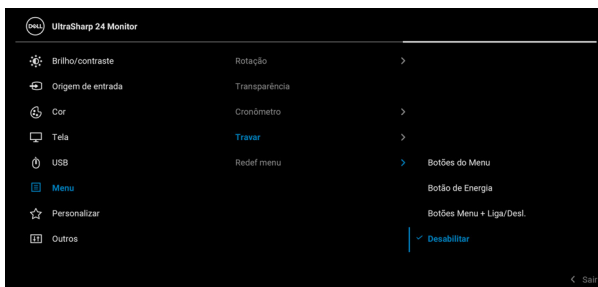 DELL UltraSharp 24 Monitor
Brilho/contraste Rotação
Origem de entrada Transparência
Cor Cronômetro
Tela Travar
USB Redef menu Botões do Menu
Menu Botão de Energia
Personalizar Botões Menu + Liga/Desl.
Outros Desabilitar
Sair